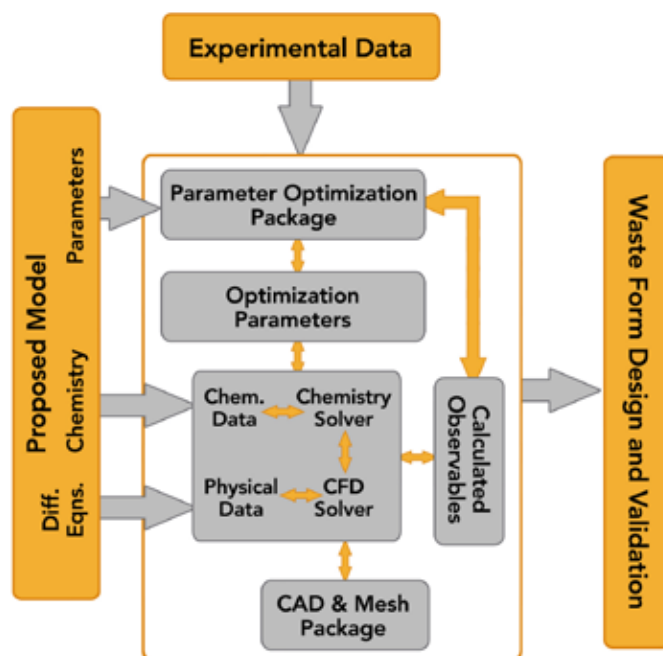 Experimental Data
Proposed Model
Parameters
Chemistry
Diff.
Eqns.
Parameter Optimization
Package
Optimization
Parameters
Chem.
Data
Chemistry
Solver
Physical
Data
CFD
Solver
Calculated
Observables
CAD & Mesh
Package
Waste Form Design and Validation